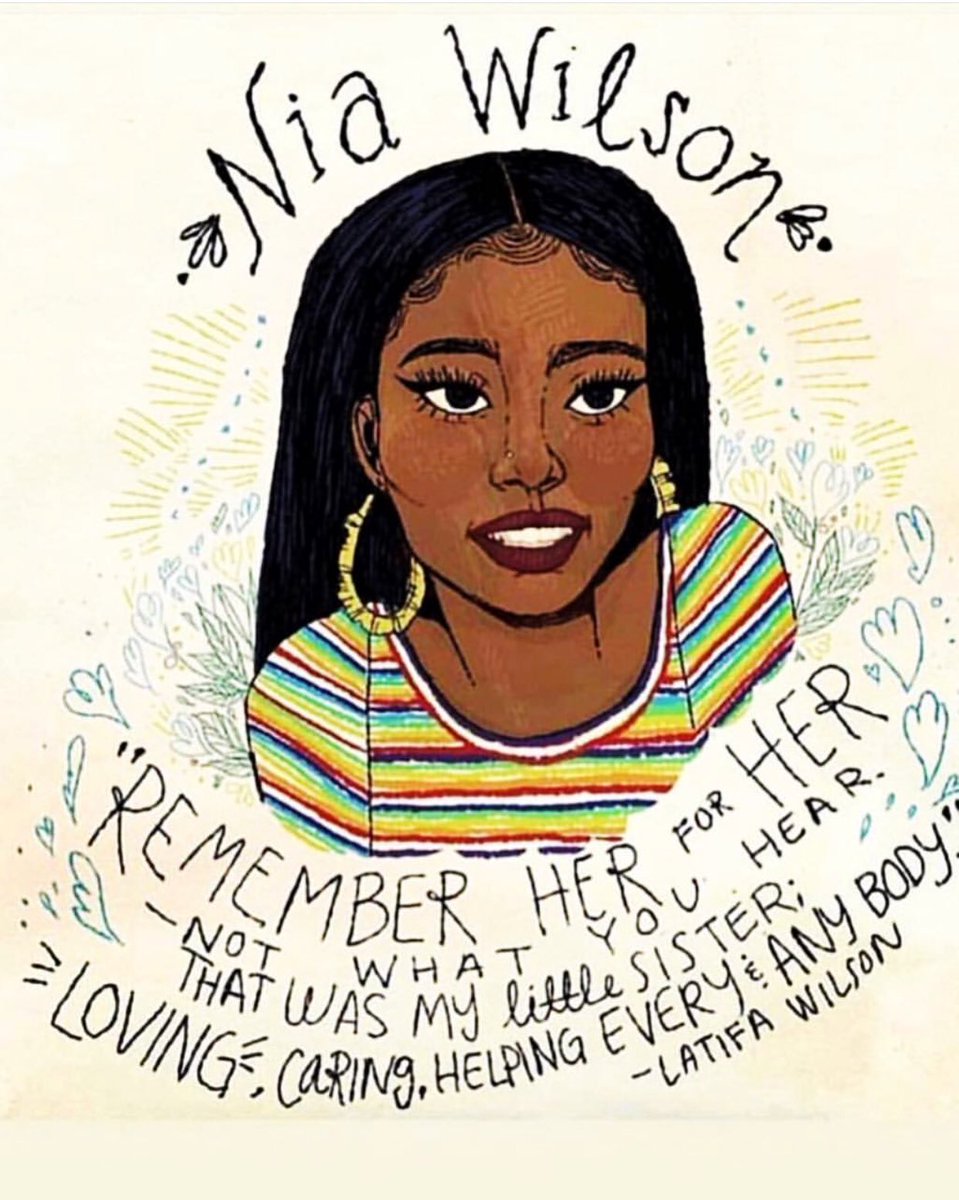 Nia Wilson
"REMEMBER HER FOR HER
-NOT WHAT YOU HEAR.
THAT WAS MY little SISTER;
LOVING, CARING, HELPING EVERY & ANY BODY"
-LATIFA WILSON